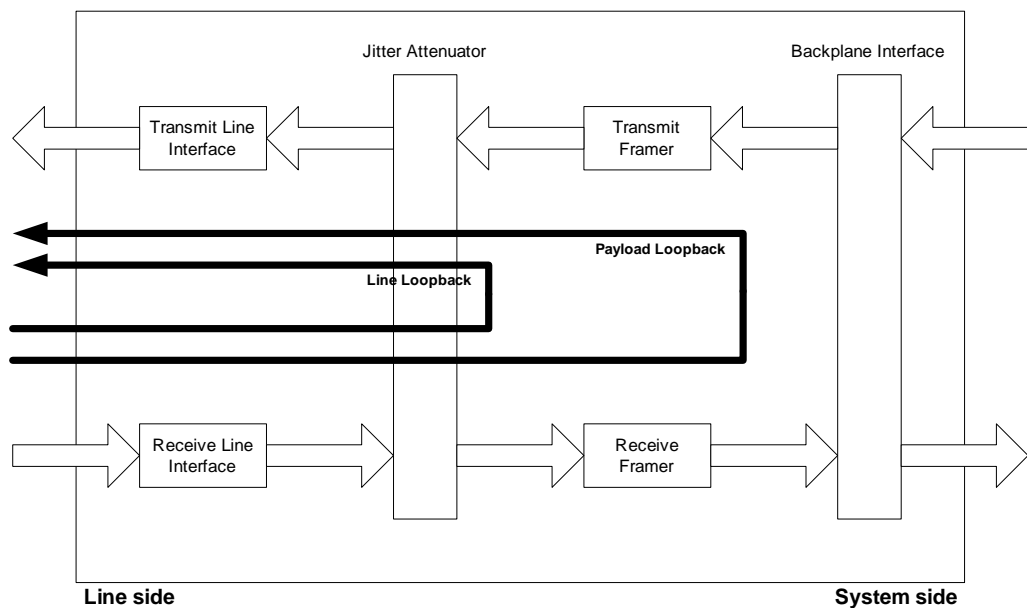 Jitter Attenuator
Backplane Interface
Transmit Line
Interface
Transmit
Framer
Payload Loopback
Line Loopback
Receive Line
Interface
Receive
Framer
Line side
System side